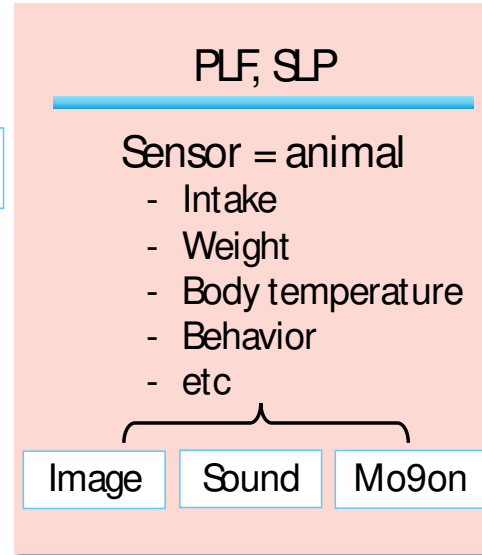 PLF, SLP
Sensor = animal
- Intake
- Weight
- Body temperature
- Behavior
- etc
Image Sound Mo9on